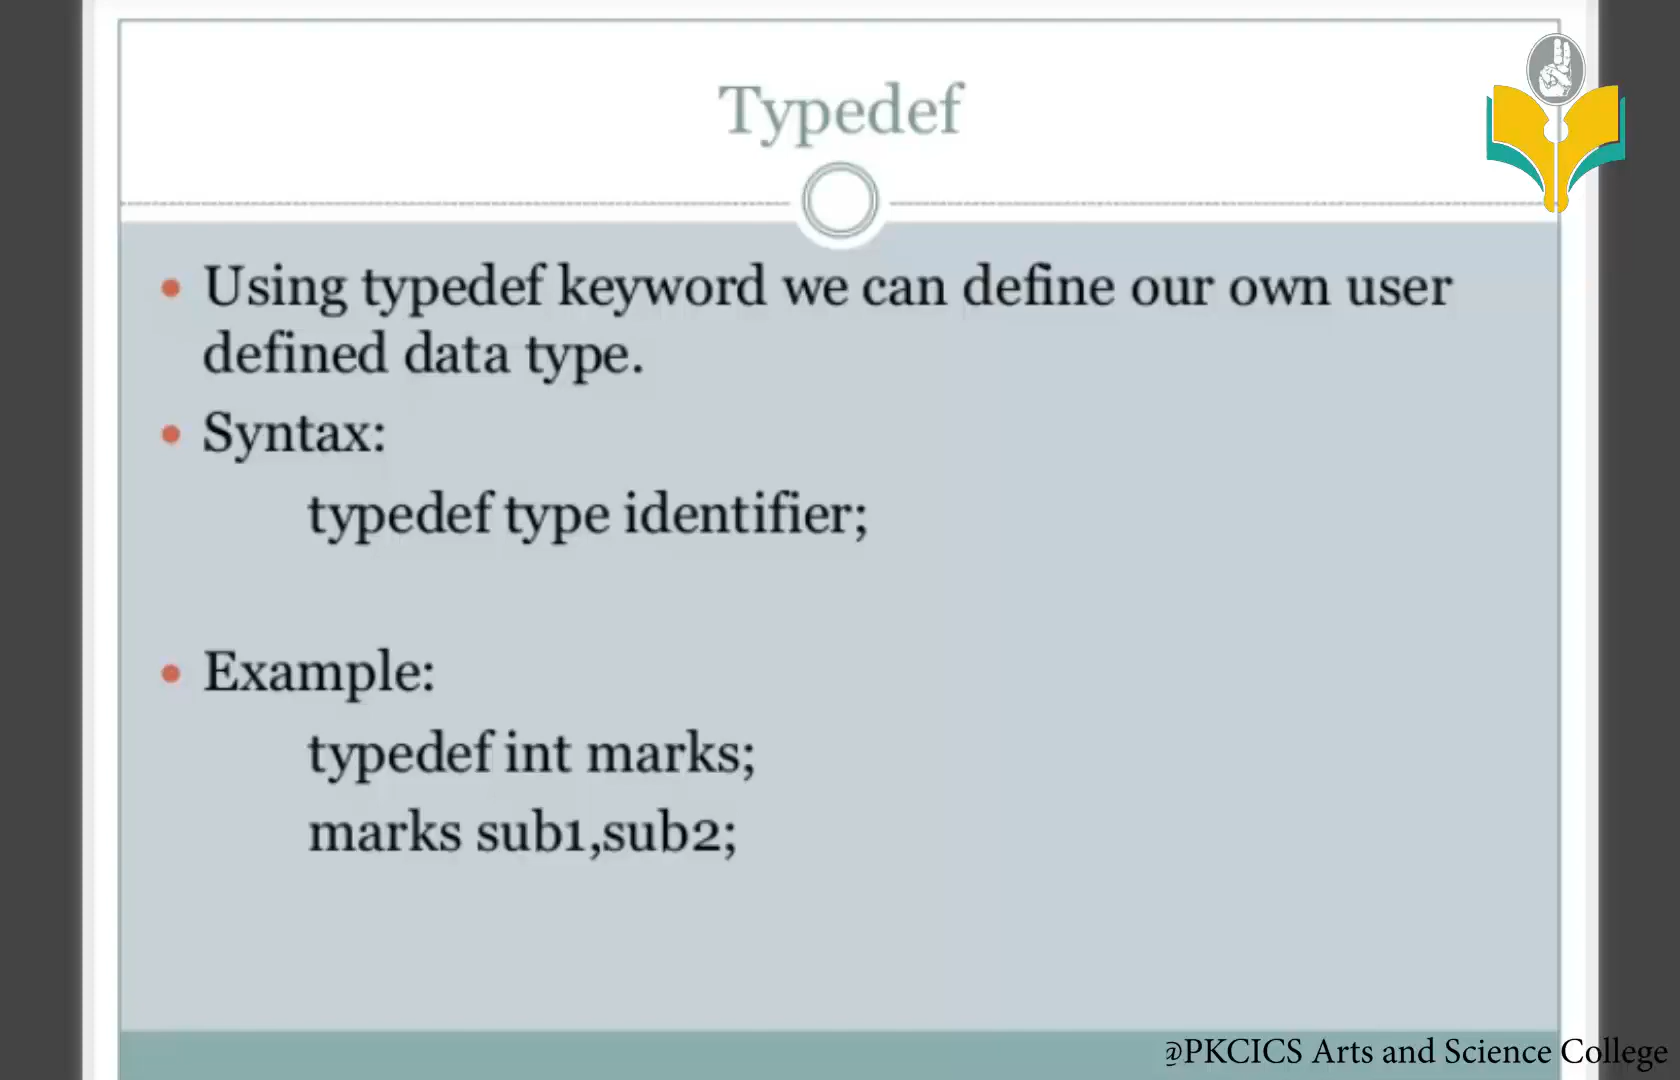 Typedef
Using typedef keyword we can define our own user
defined data type.
Syntax:
typedef type identifier;
Example:
typedef int marks;
marks sub1,sub2;
@PKCICS Arts and Science College